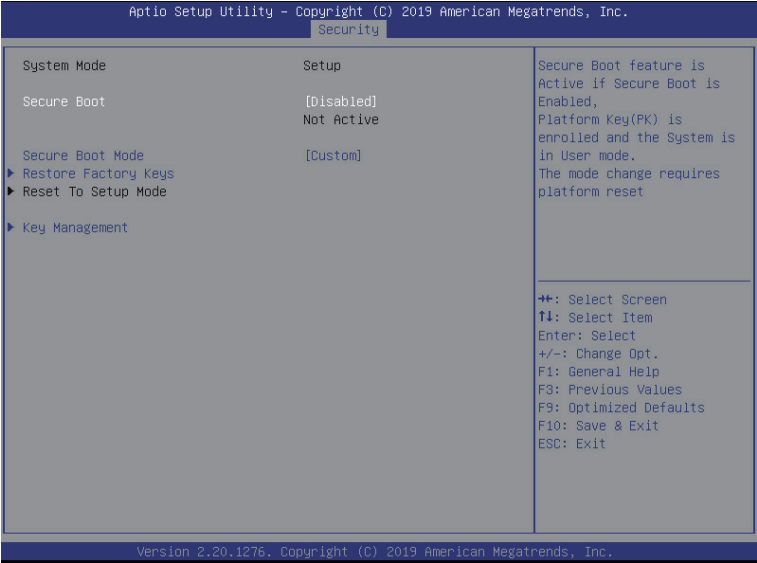 Aptio Setup Utility – Copyright (C) 2019 American Megatrends, Inc.
Security
System Mode Setup
Secure Boot [Disabled]
Not Active
Secure Boot Mode [Custom]
Restore Factory Keys
Reset To Setup Mode
Key Management
Secure Boot feature is
Active if Secure Boot is
Enabled,
Platform Key(PK) is
enrolled and the System is
in User mode.
The mode change requires
platform reset
→←: Select Screen
↑↓: Select Item
Enter: Select
+/-: Change Opt.
F1: General Help
F3: Previous Values
F9: Optimized Defaults
F10: Save & Exit
ESC: Exit
Version 2.20.1276. Copyright (C) 2019 American Megatrends, Inc.